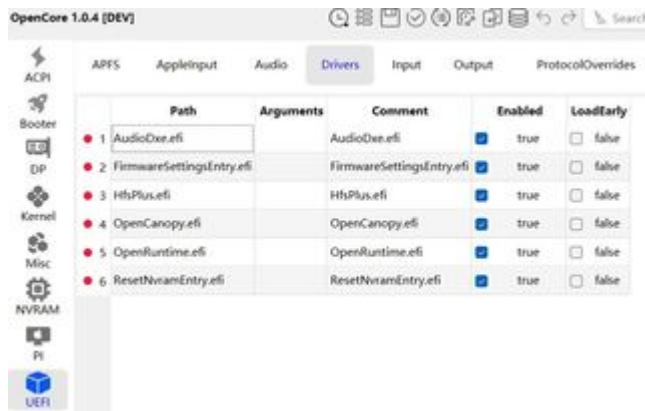 OpenCore 1.0.4 [DEV]
Search
ACPI
Booter
DP
Kernel
Misc
NVRAM
PI
UEFI
APFS AppleInput Audio Drivers Input Output ProtocolOverrides
Path Arguments Comment Enabled LoadEarly
1 AudioDxe.efi AudioDxe.efi true false
2 FirmwareSettingsEntry.efi FirmwareSettingsEntry.efi true false
3 HfsPlus.efi HfsPlus.efi true false
4 OpenCanopy.efi OpenCanopy.efi true false
5 OpenRuntime.efi OpenRuntime.efi true false
6 ResetNvramEntry.efi ResetNvramEntry.efi true false